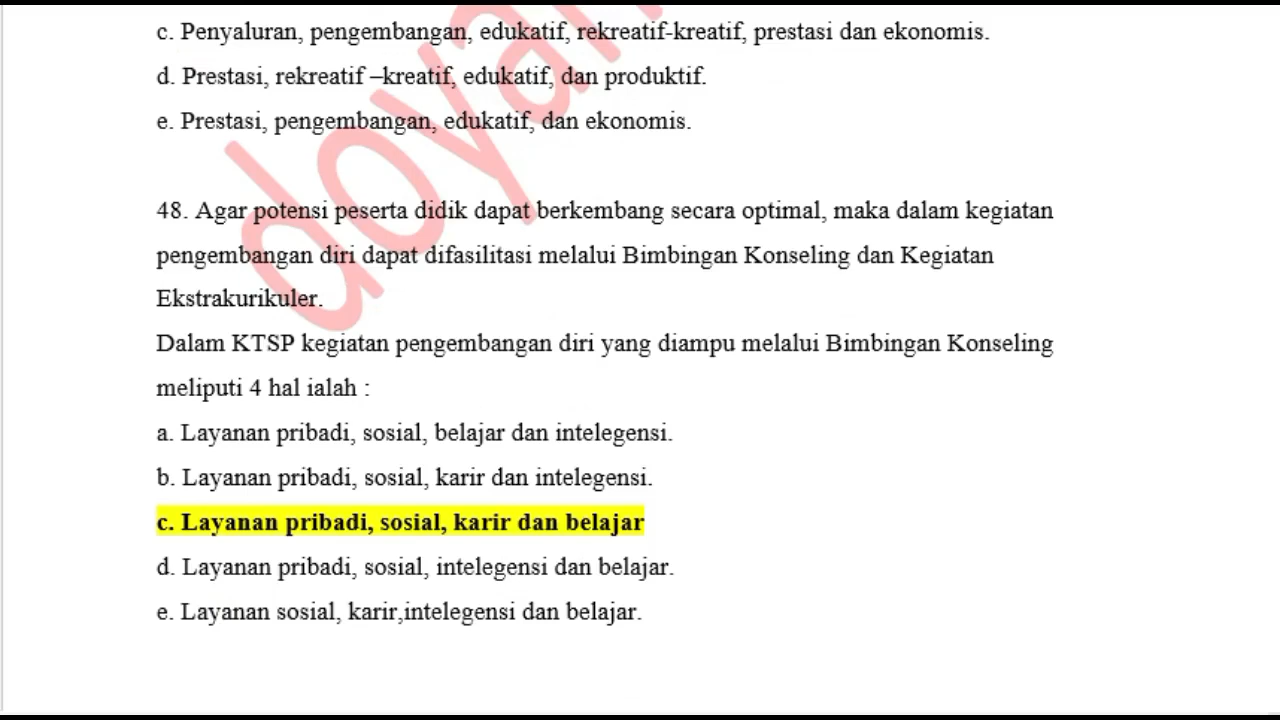 c. Penyaluran, pengembangan, edukatif, rekreatif-kreatif, prestasi dan ekonomis.
d. Prestasi, rekreatif –kreatif, edukatif, dan produktif.
e. Prestasi, pengembangan, edukatif, dan ekonomis.
48. Agar potensi peserta didik dapat berkembang secara optimal, maka dalam kegiatan
pengembangan diri dapat difasilitasi melalui Bimbingan Konseling dan Kegiatan
Ekstrakurikuler.
Dalam KTSP kegiatan pengembangan diri yang diampu melalui Bimbingan Konseling
meliputi 4 hal ialah :
a. Layanan pribadi, sosial, belajar dan intelegensi.
b. Layanan pribadi, sosial, karir dan intelegensi.
c. Layanan pribadi, sosial, karir dan belajar
d. Layanan pribadi, sosial, intelegensi dan belajar.
e. Layanan sosial, karir,intelegensi dan belajar.